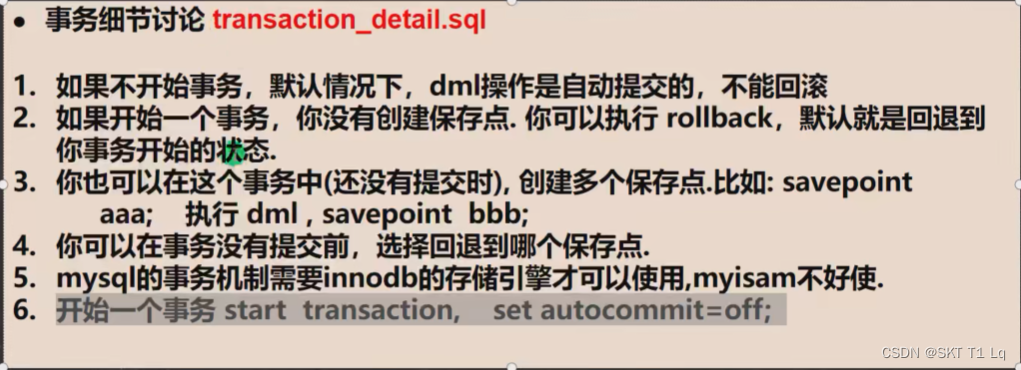 ● 事务细节讨论 transaction_detail.sql
1. 如果不开始事务，默认情况下，dml操作是自动提交的，不能回滚
2. 如果开始一个事务，你没有创建保存点. 你可以执行 rollback，默认就是回退到
你事务开始的状态.
3. 你也可以在这个事务中(还没有提交时), 创建多个保存点.比如: savepoint
aaa; 执行 dml , savepoint bbb;
4. 你可以在事务没有提交前，选择回退到哪个保存点.
5. mysql的事务机制需要innodb的存储引擎才可以使用,myisam不好使.
6. 开始一个事务 start transaction, set autocommit=off;
CSDN @SKT T1 Lq